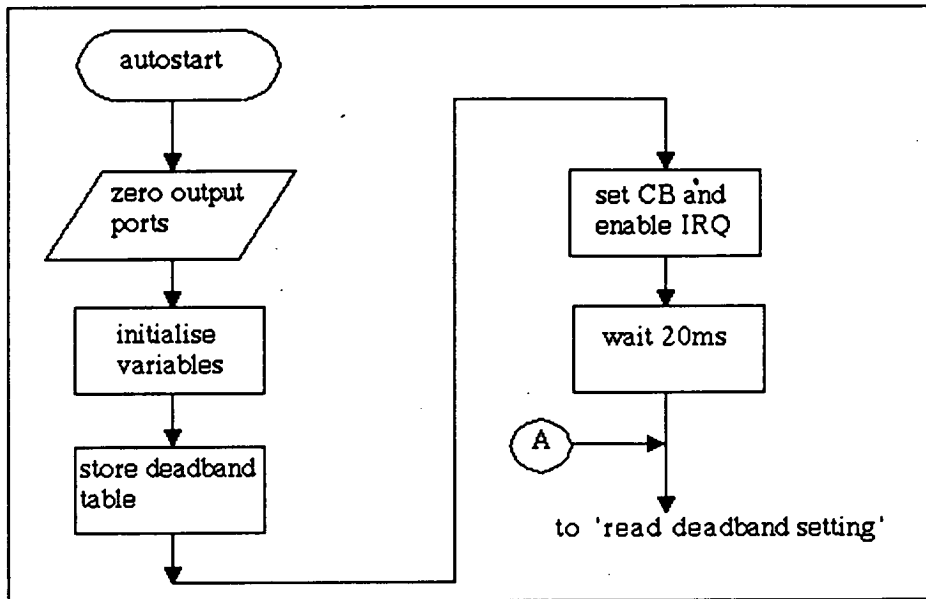 autostart
zero output
ports
initialise
variables
store deadband
table
set CB and
enable IRQ
wait 20ms
A
to 'read deadband setting'